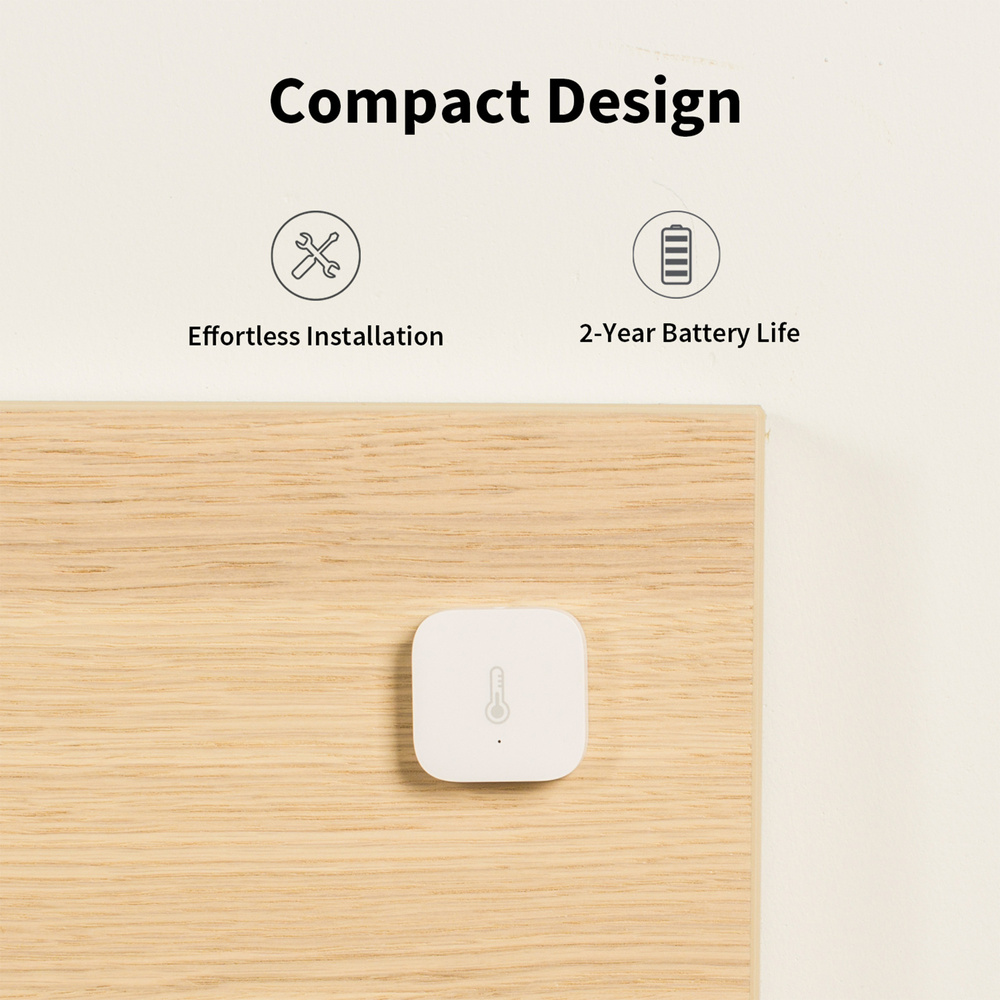 Compact Design
Effortless Installation
2-Year Battery Life